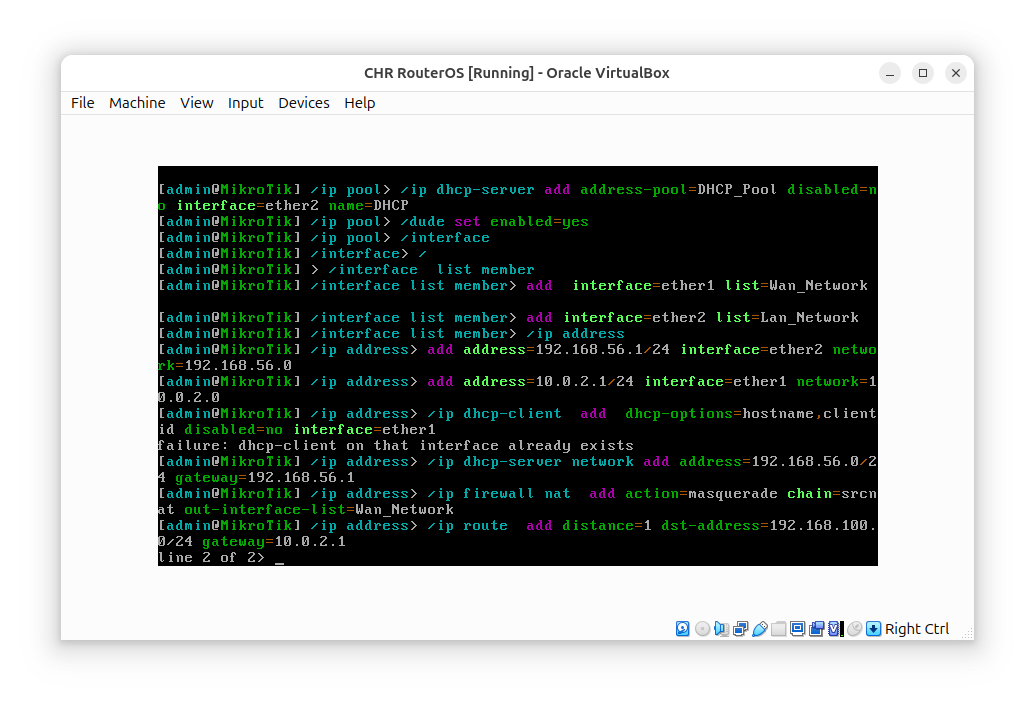 CHR RouterOS [Running] - Oracle VirtualBox
File Machine View Input Devices Help
[admin@MikroTik] /ip pool> /ip dhcp-server add address-pool=DHCP_Pool disabled=n
o interface=ether2 name=DHCP
[admin@MikroTik] /ip pool> /dude set enabled=yes
[admin@MikroTik] /ip pool> /interface
[admin@MikroTik] /interface> /
[admin@MikroTik] > /interface  list member
[admin@MikroTik] /interface list member> add  interface=ether1 list=Wan_Network
[admin@MikroTik] /interface list member> add interface=ether2 list=Lan_Network
[admin@MikroTik] /interface list member> /ip address
[admin@MikroTik] /ip address> add address=192.168.56.1/24 interface=ether2 netwo
rk=192.168.56.0
[admin@MikroTik] /ip address> add address=10.0.2.1/24 interface=ether1 network=1
0.0.2.0
[admin@MikroTik] /ip address> /ip dhcp-client  add  dhcp-options=hostname,client
id disabled=no interface=ether1
failure: dhcp-client on that interface already exists
[admin@MikroTik] /ip address> /ip dhcp-server network add address=192.168.56.0/2
4 gateway=192.168.56.1
[admin@MikroTik] /ip address> /ip firewall nat  add action=masquerade chain=srcn
at out-interface-list=Wan_Network
[admin@MikroTik] /ip address> /ip route  add distance=1 dst-address=192.168.100.
0/24 gateway=10.0.2.1
line 2 of 2> _
Right Ctrl